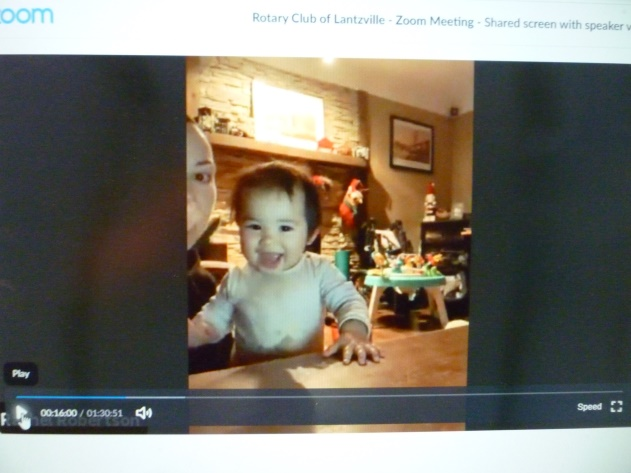 zoom
Rotary Club of Lantzville - Zoom Meeting - Shared screen with speaker v
Play
00:16:00 / 01:30:51
Speed
Robertson